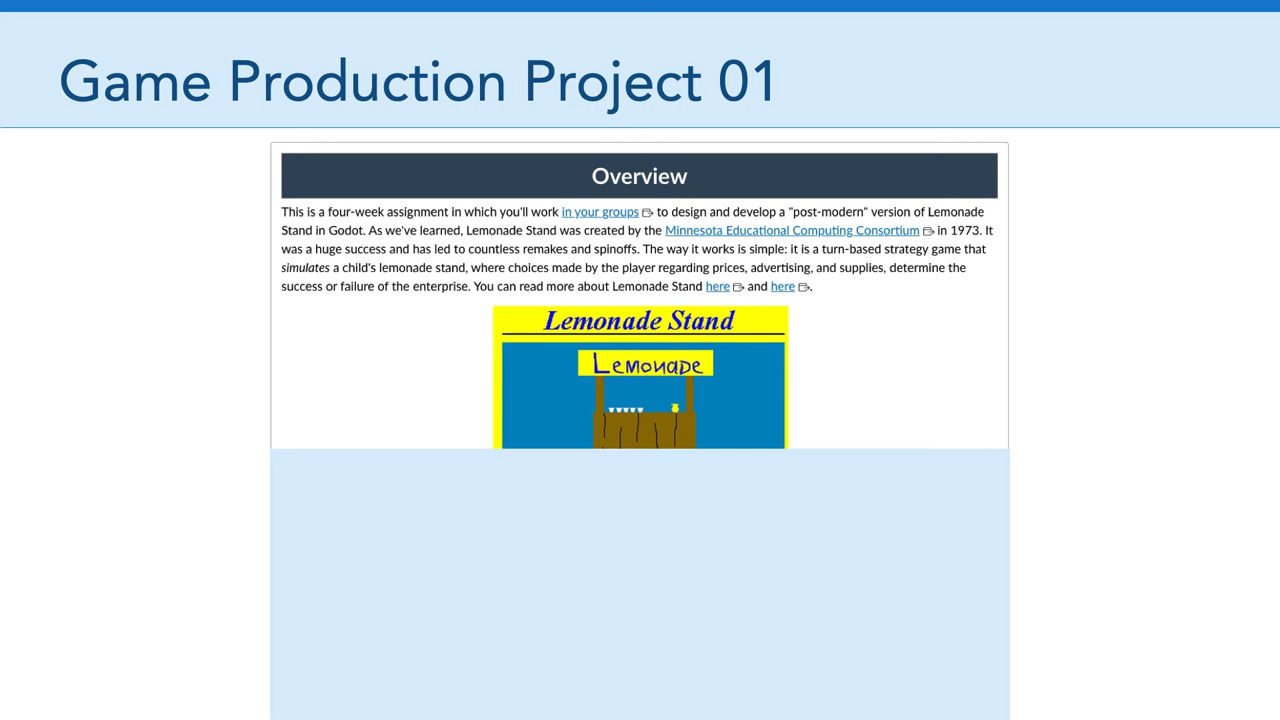 Game Production Project 01
Overview
This is a four-week assignment in which you'll work in your groups to design and develop a "post-modern" version of Lemonade
Stand in Godot. As we've learned, Lemonade Stand was created by the Minnesota Educational Computing Consortium in 1973. It
was a huge success and has led to countless remakes and spinoffs. The way it works is simple: it is a turn-based strategy game that
simulates a child's lemonade stand, where choices made by the player regarding prices, advertising, and supplies, determine the
success or failure of the enterprise. You can read more about Lemonade Stand here and here.
Lemonade Stand
Lemonade